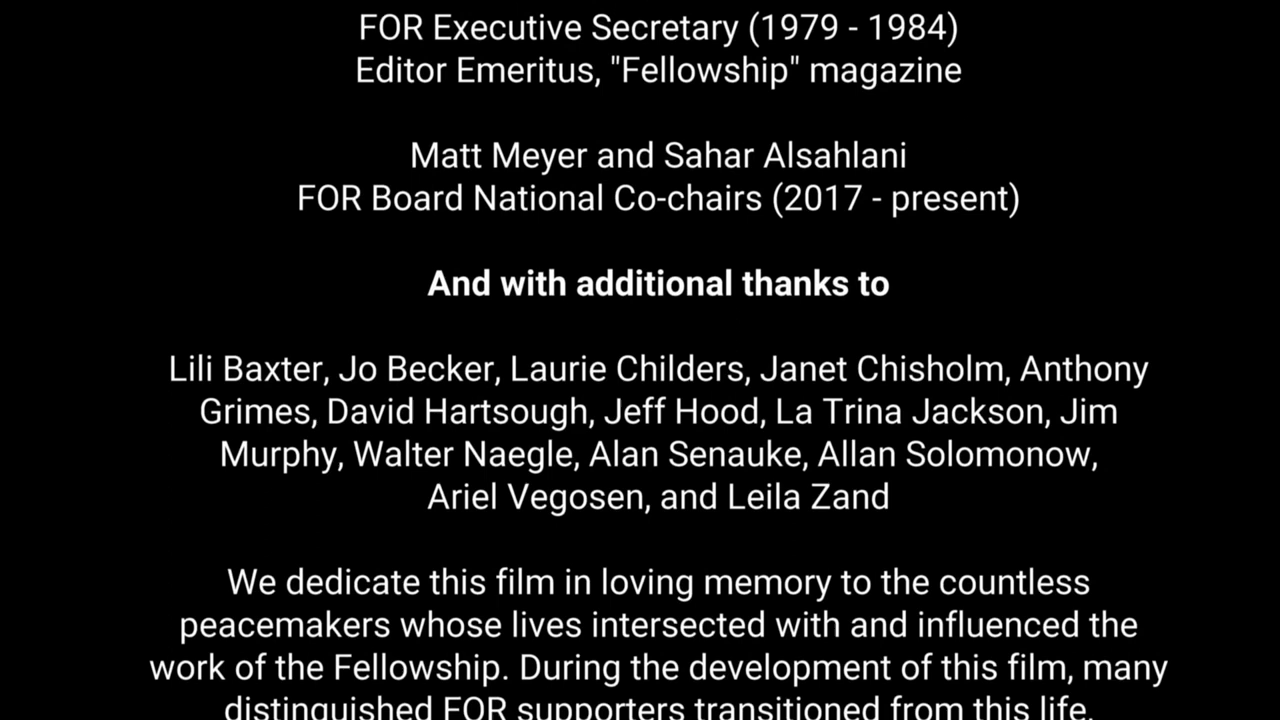 FOR Executive Secretary (1979 - 1984)
Editor Emeritus, "Fellowship" magazine
Matt Meyer and Sahar Alsahlani
FOR Board National Co-chairs (2017 - present)
And with additional thanks to
Lili Baxter, Jo Becker, Laurie Childers, Janet Chisholm, Anthony
Grimes, David Hartsough, Jeff Hood, La Trina Jackson, Jim
Murphy, Walter Naegle, Alan Senauke, Allan Solomonow,
Ariel Vegosen, and Leila Zand
We dedicate this film in loving memory to the countless
peacemakers whose lives intersected with and influenced the
work of the Fellowship. During the development of this film, many
distinguished FOR supporters transitioned from this life.